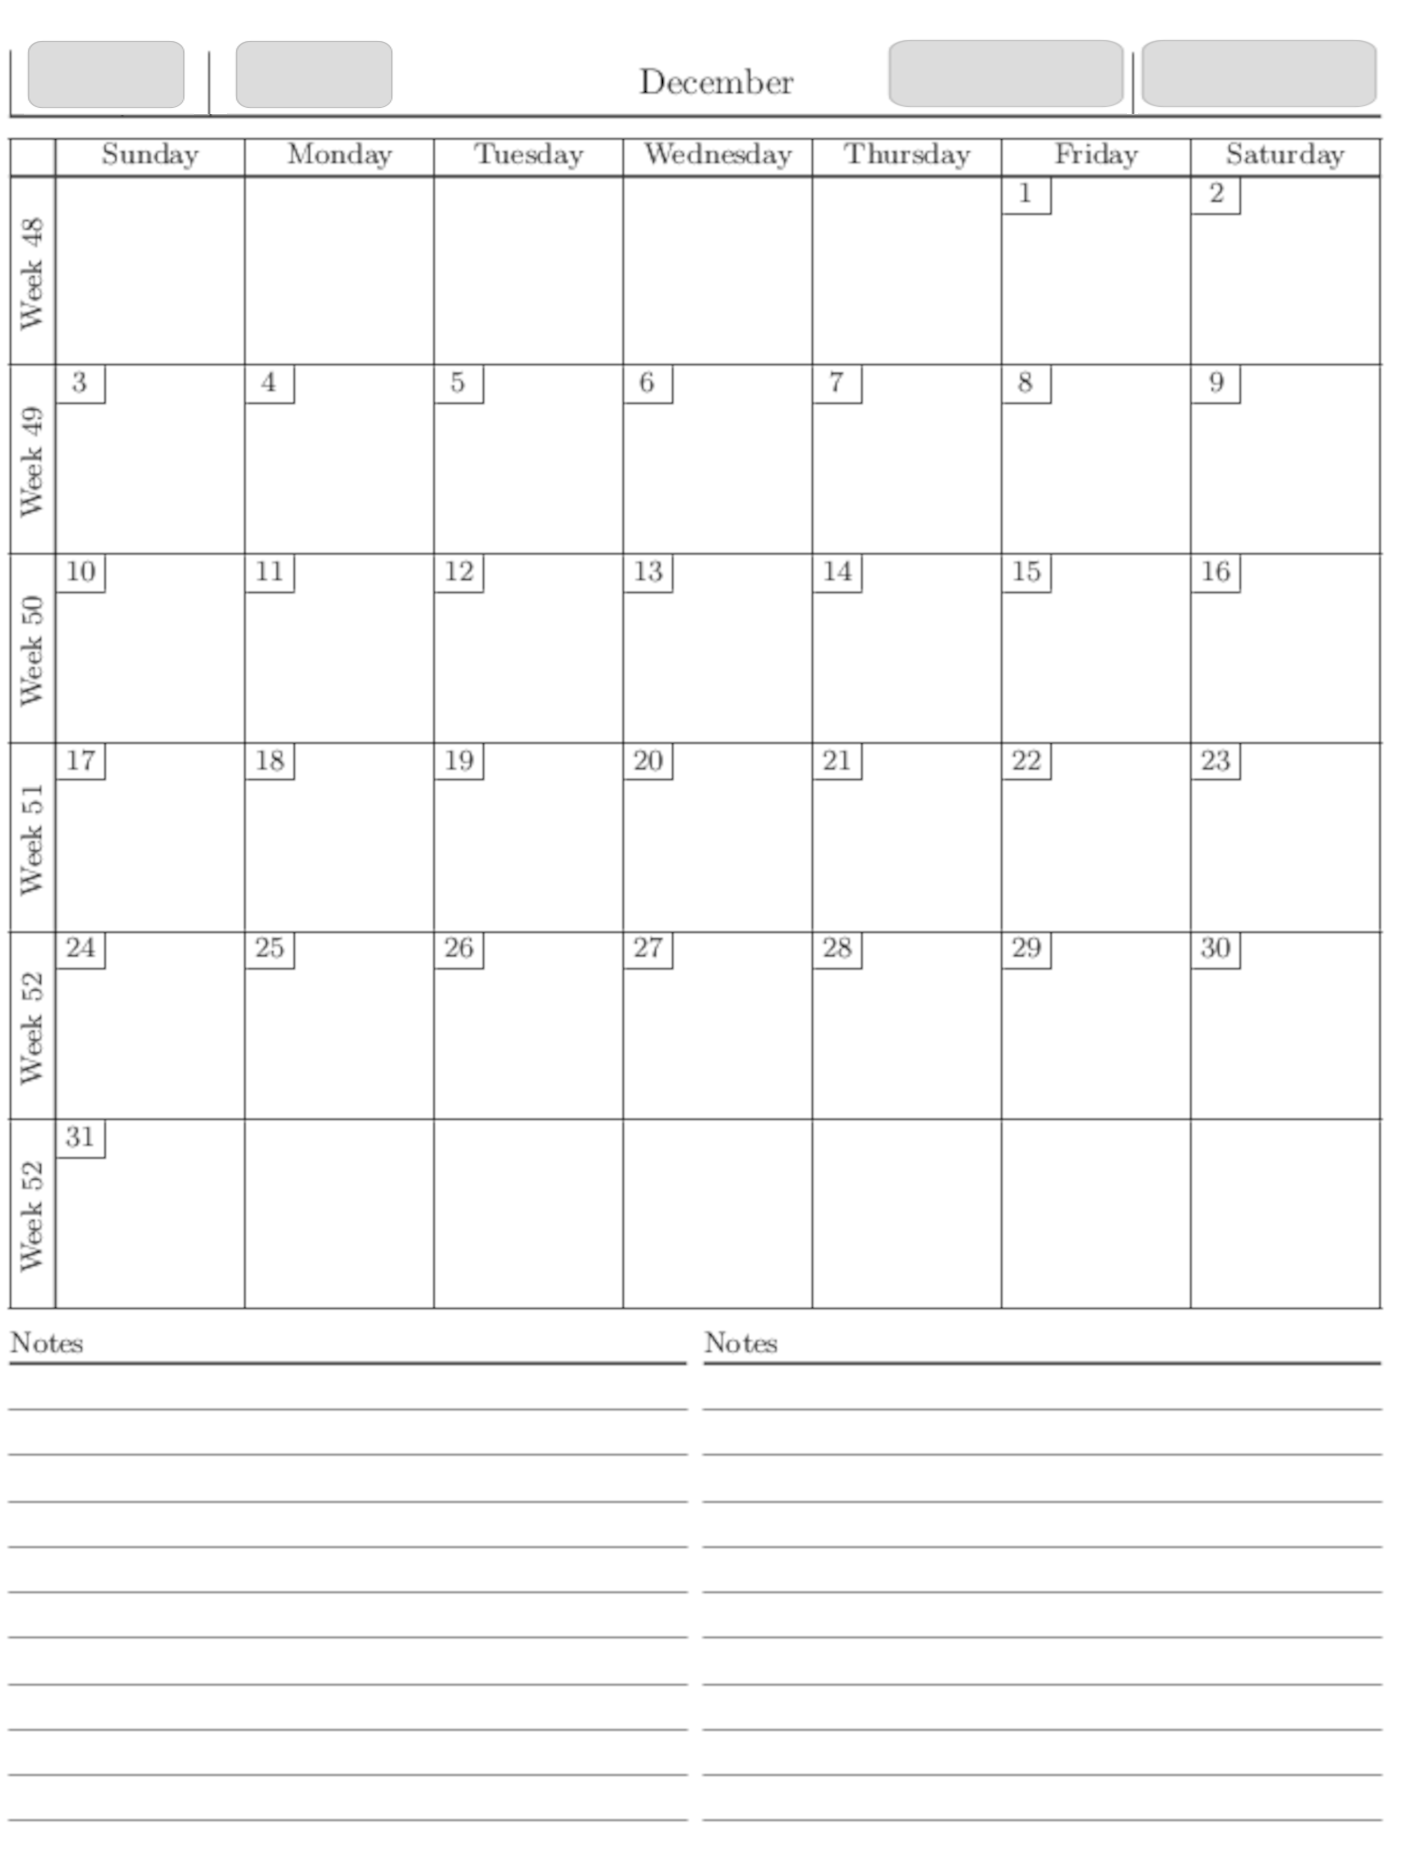 December
Sunday Monday Tuesday Wednesday Thursday Friday Saturday
Week 48
1 2
Week 49
3 4 5 6 7 8 9
Week 50
10 11 12 13 14 15 16
Week 51
17 18 19 20 21 22 23
Week 52
24 25 26 27 28 29 30
Week 52
31
Notes Notes